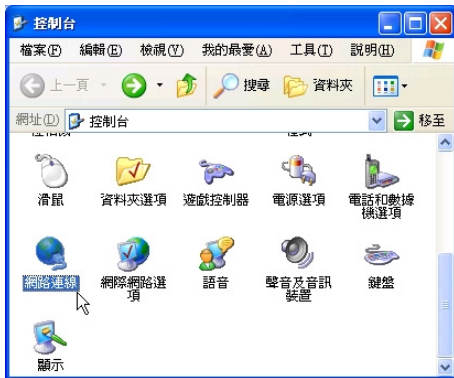 控制台
檔案(F) 編輯(E) 檢視(V) 我的最愛(A) 工具(T) 說明(H)
上一頁 搜尋 資料夾
網址(D) 控制台 移至
滑鼠 資料夾選項 遊戲控制器 電源選項 電話和數據機選項
網路連線 網際網路選項 語音 聲音及音訊裝置 鍵盤
顯示